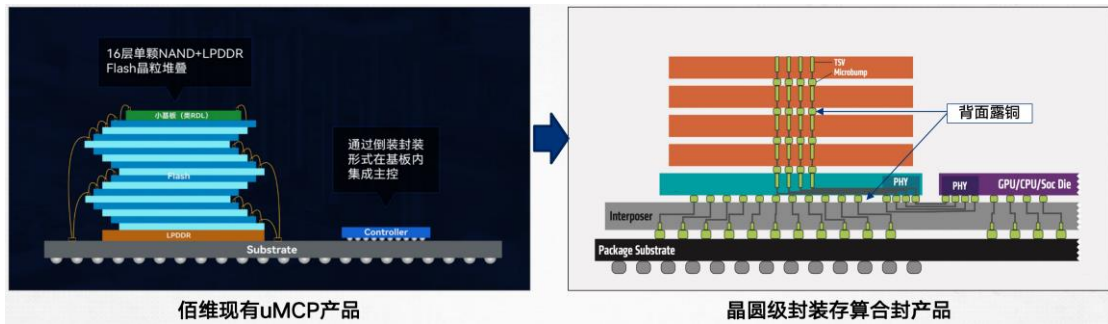 16层单颗NAND+LPDDR
Flash晶粒堆叠
小基板（类RDL）
Flash
LPDDR
通过倒装封装
形式在基板内
集成主控
Controller
Substrate
佰维现有uMCP产品
TSV
Microbump
背面露铜
PHY
PHY
GPU/CPU/Soc Die
Interposer
Package Substrate
晶圆级封装存算合封产品